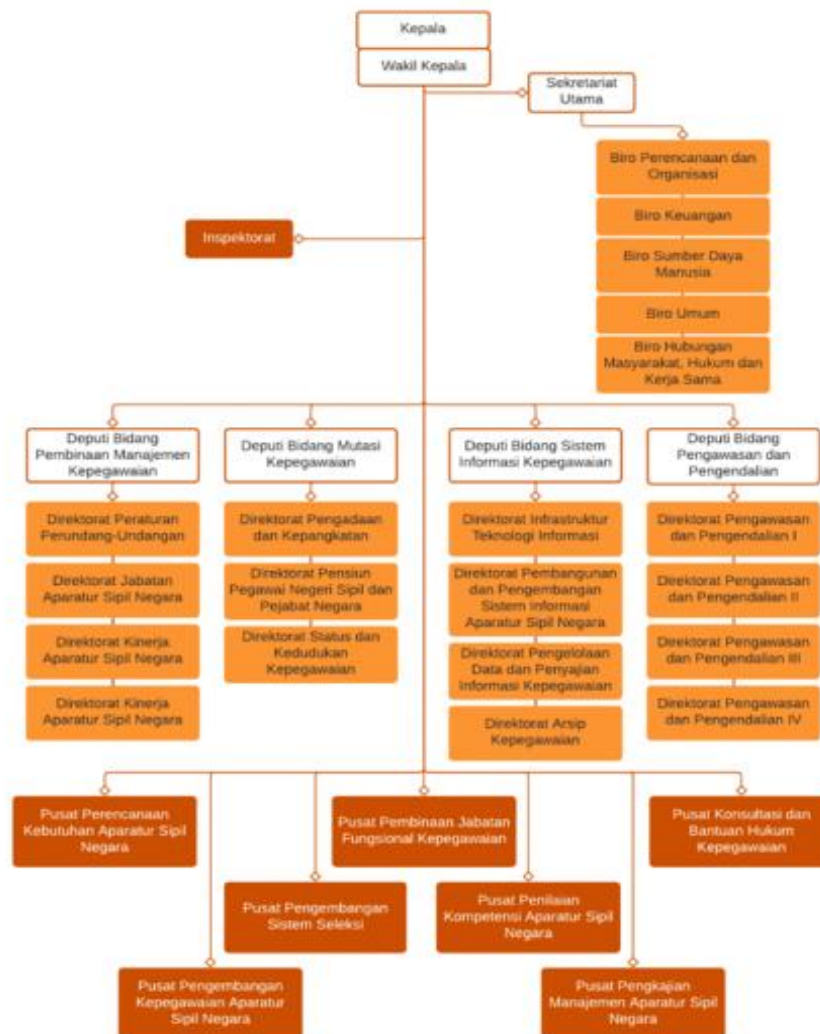 Kepala
Wakil Kepala
Sekretariat
Utama
Biro Perencanaan dan
Organisasi
Biro Keuangan
Biro Sumber Daya
Manusia
Biro Umum
Biro Hubungan
Masyarakat, Hukum dan
Kerja Sama
Inspektorat
Deputi Bidang
Pembinaan Manajemen
Kepegawaian
Direktorat Peraturan
Perundang-Undangan
Direktorat Jabatan
Aparatur Sipil Negara
Direktorat Kinerja
Aparatur Sipil Negara
Direktorat Kinerja
Aparatur Sipil Negara
Deputi Bidang Mutasi
Kepegawaian
Direktorat Pengadaan
dan Kepangkatan
Direktorat Pensiun
Pegawai Negeri Sipil dan
Pejabat Negara
Direktorat Status dan
Kedudukan
Kepegawaian
Deputi Bidang Sistem
Informasi Kepegawaian
Direktorat Infrastruktur
Teknologi Informasi
Direktorat Pembangunan
dan Pengembangan
Sistem Informasi
Aparatur Sipil Negara
Direktorat Pengelolaan
Data dan Penyajian
Informasi Kepegawaian
Direktorat Arsip
Kepegawaian
Deputi Bidang
Pengawasan dan
Pengendalian
Direktorat Pengawasan
dan Pengendalian I
Direktorat Pengawasan
dan Pengendalian II
Direktorat Pengawasan
dan Pengendalian III
Direktorat Pengawasan
dan Pengendalian IV
Pusat Perencanaan
Kebutuhan Aparatur Sipil
Negara
Pusat Pembinaan Jabatan
Fungsional Kepegawaian
Pusat Konsultasi dan
Bantuan Hukum
Kepegawaian
Pusat Pengembangan
Sistem Seleksi
Pusat Penilaian
Kompetensi Aparatur Sipil
Negara
Pusat Pengembangan
Kepegawaian Aparatur
Sipil Negara
Pusat Pengkajian
Manajemen Aparatur Sipil
Negara